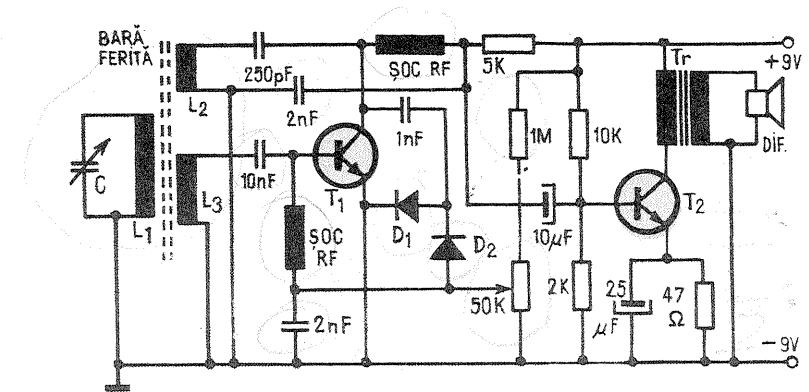 BARĂ
FERITĂ
250pF
ȘOC RF
5K
Tr
+9V
L2
2nF
1nF
1M
10K
DIF.
C
10nF
T1
T2
L1
L3
ȘOC
RF
D1
D2
10µF
50K
2K
25
µF
47
Ω
2nF
-9V